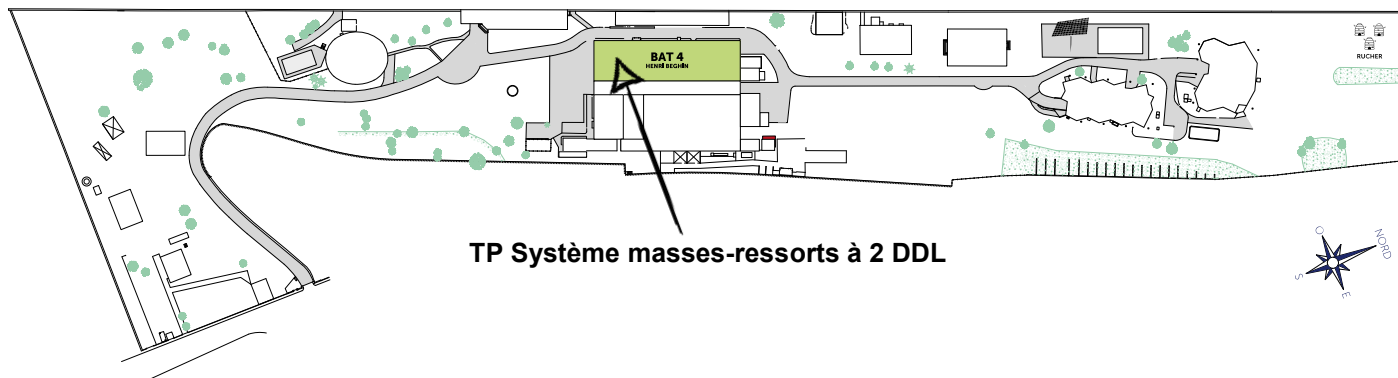 BAT 4
HENRI BEGHIN
RUCHER
TP Système masses-ressorts à 2 DDL
O
NORD
S
E